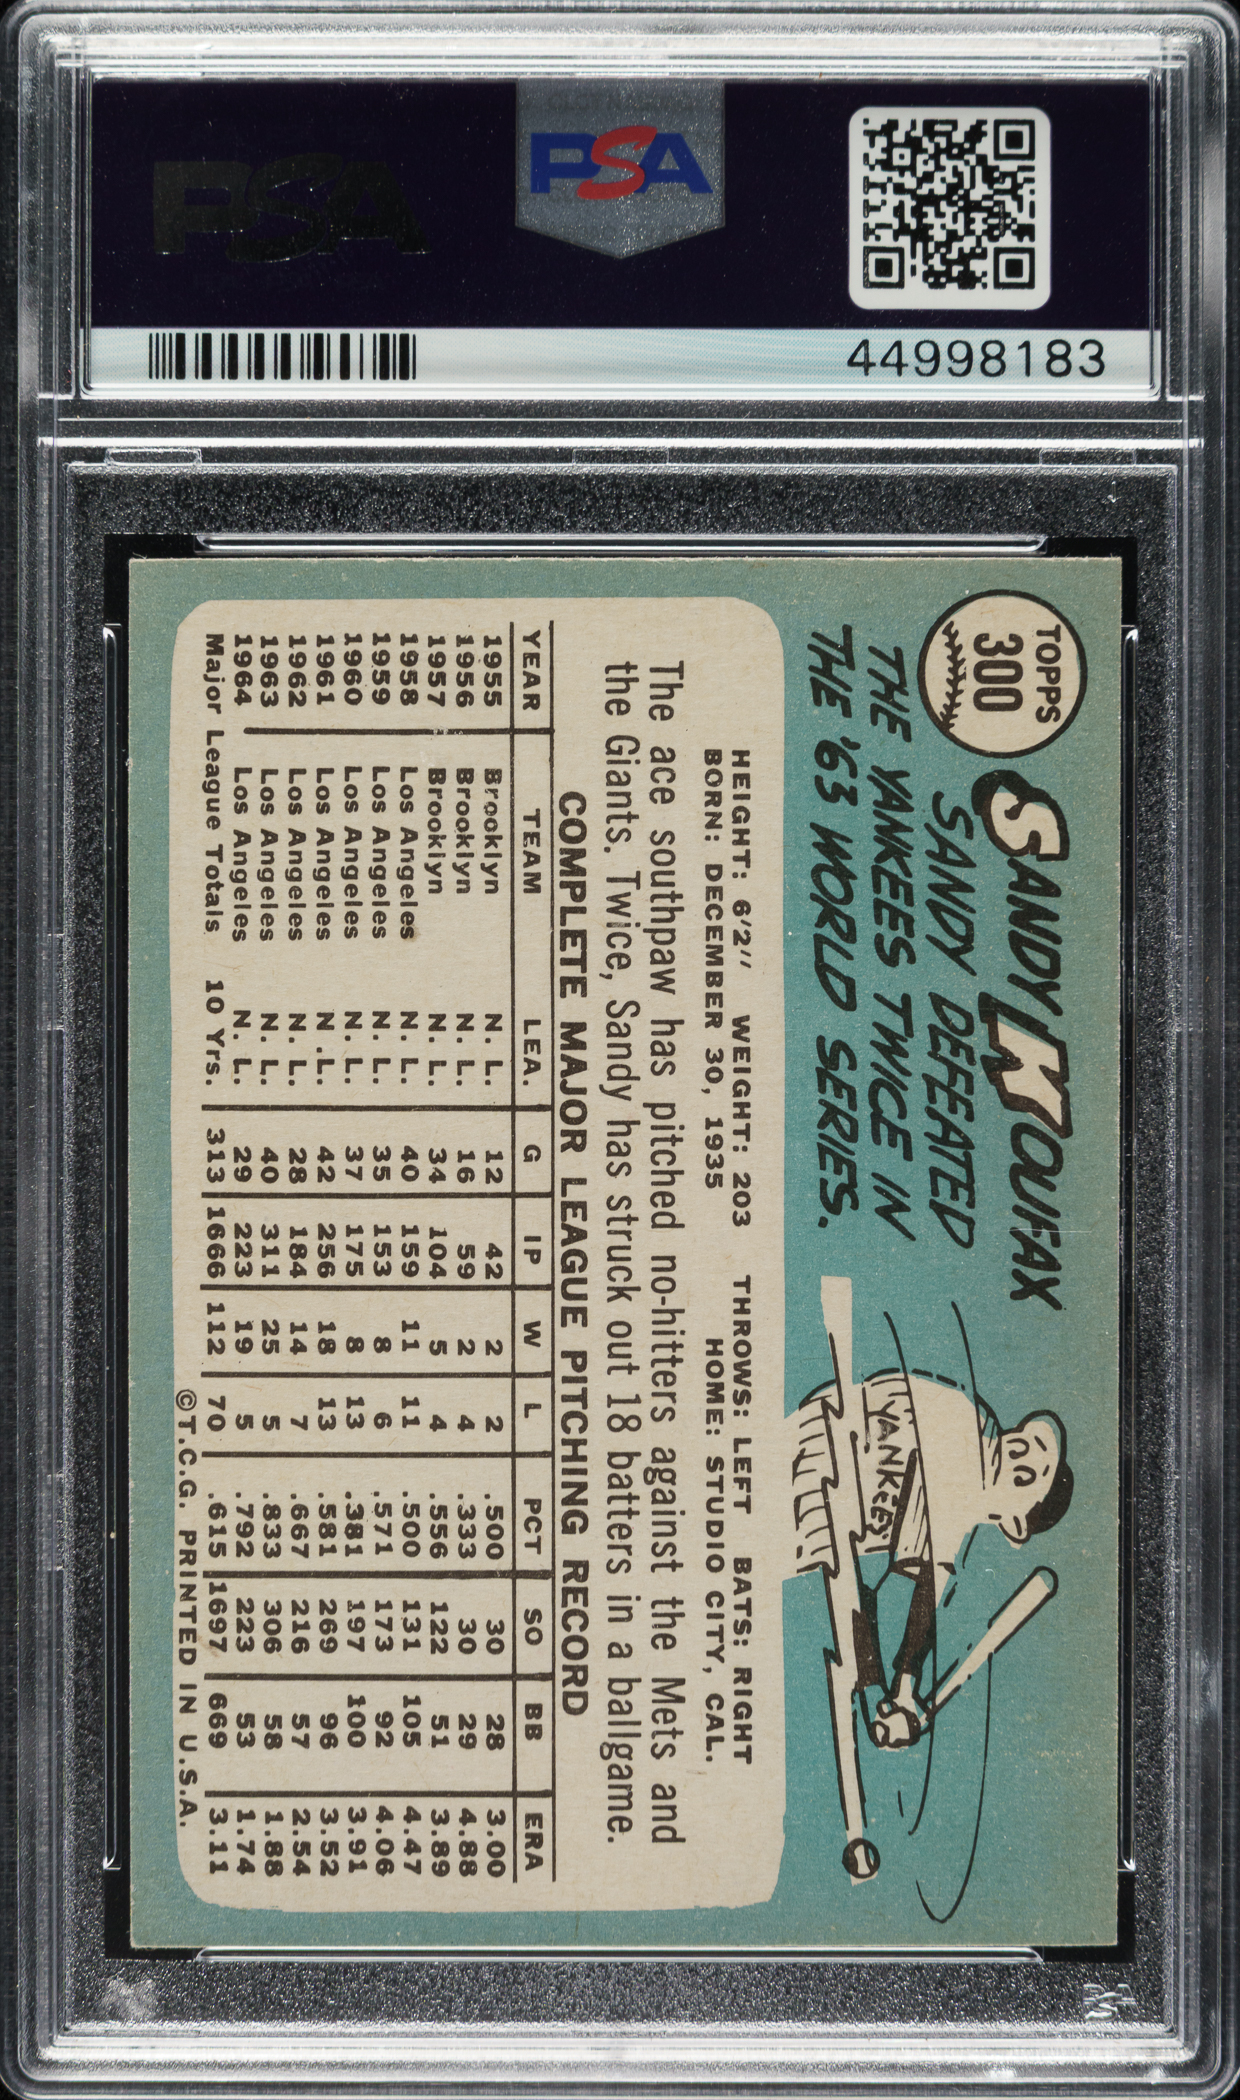 PSA
PSA
44998183
TOPPS
300
SANDY KOUFAX
SANDY DEFEATED
THE YANKEES TWICE IN
THE '63 WORLD SERIES.
YANKEES
HEIGHT: 6'2" WEIGHT: 203 THROWS: LEFT BATS: RIGHT
BORN: DECEMBER 30, 1935 HOME: STUDIO CITY, CAL.
The ace southpaw has pitched no-hitters against the Mets and
the Giants. Twice, Sandy has struck out 18 batters in a ballgame.
COMPLETE MAJOR LEAGUE PITCHING RECORD
YEAR TEAM LEA. G IP W L PCT SO BB ERA
1955 Brooklyn N. L. 12 42 2 2 .500 30 28 3.00
1956 Brooklyn N. L. 16 59 2 4 .333 30 29 4.88
1957 Brooklyn N. L. 34 104 5 4 .556 122 51 3.89
1958 Los Angeles N. L. 40 159 11 11 .500 131 105 4.47
1959 Los Angeles N. L. 35 153 8 6 .571 173 92 4.06
1960 Los Angeles N. L. 37 175 8 13 .381 197 100 3.91
1961 Los Angeles N. L. 42 256 18 13 .581 269 96 3.52
1962 Los Angeles N. L. 28 184 14 7 .667 216 57 2.54
1963 Los Angeles N. L. 40 311 25 5 .833 306 58 1.88
1964 Los Angeles N. L. 29 223 19 5 .792 223 53 1.74
Major League Totals 10 Yrs. 313 1666 112 70 .615 1697 669 3.11
©T.C.G. PRINTED IN U.S.A.